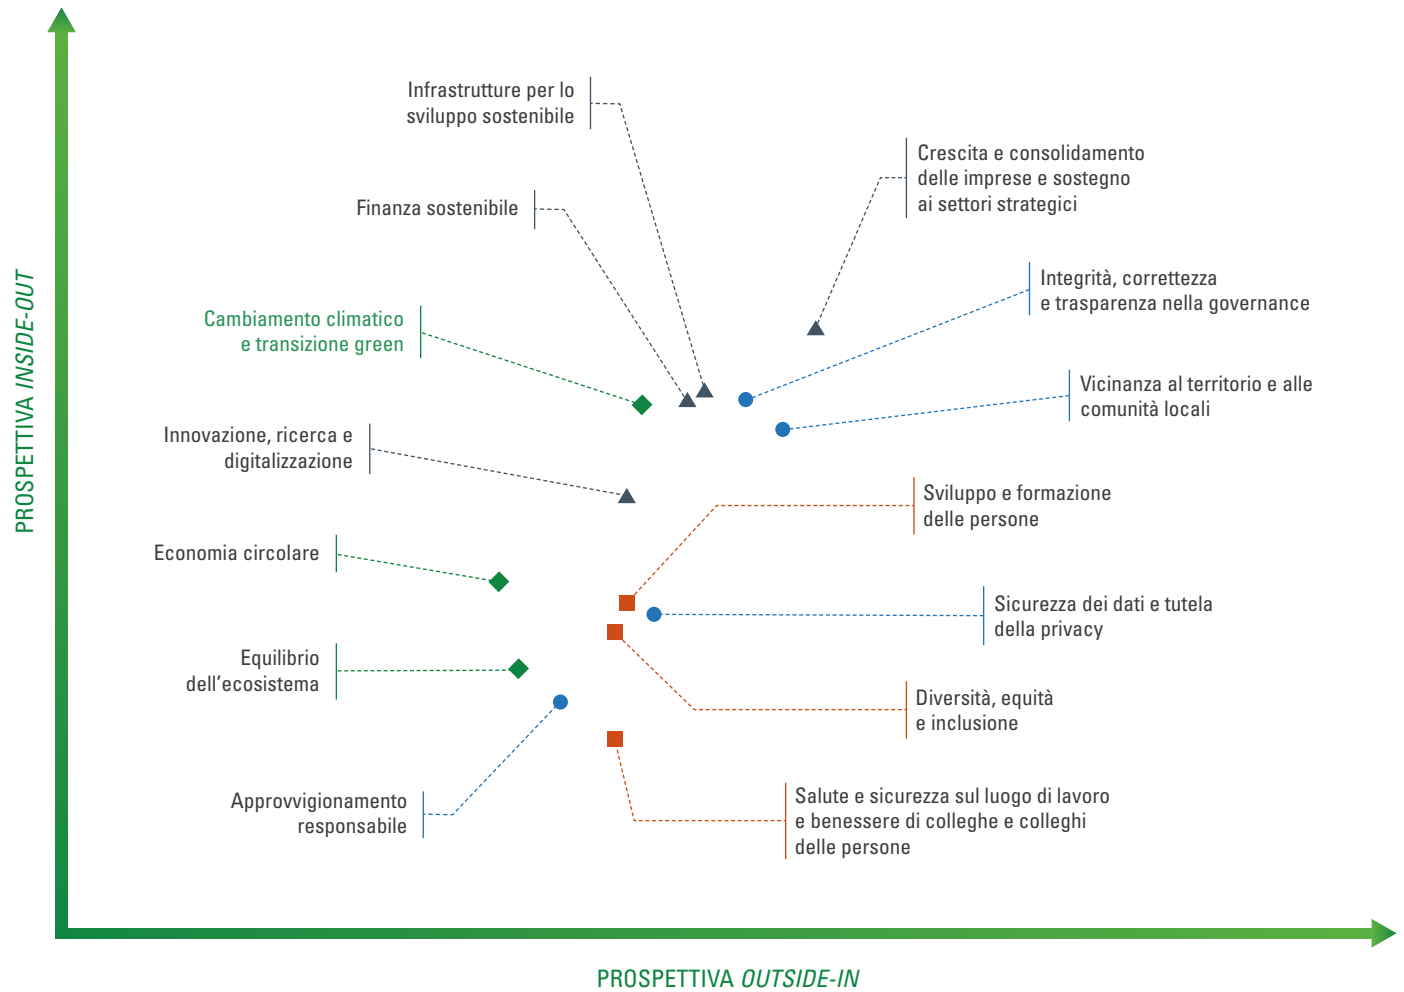 Infrastrutture per lo
sviluppo sostenibile
Crescita e consolidamento
delle imprese e sostegno
ai settori strategici
Finanza sostenibile
Integrità, correttezza
e trasparenza nella governance
Cambiamento climatico
e transizione green
Vicinanza al territorio e alle
comunità locali
Innovazione, ricerca e
digitalizzazione
Sviluppo e formazione
delle persone
Economia circolare
Sicurezza dei dati e tutela
della privacy
Equilibrio
dell'ecosistema
Diversità, equità
e inclusione
Approvvigionamento
responsabile
Salute e sicurezza sul luogo di lavoro
e benessere di colleghe e colleghi
delle persone
PROSPETTIVA INSIDE-OUT
PROSPETTIVA OUTSIDE-IN